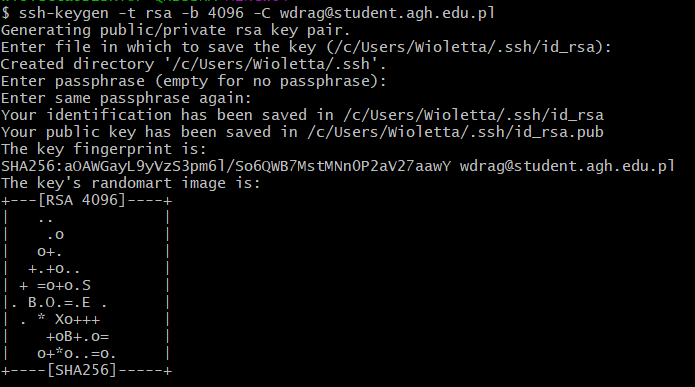 $ ssh-keygen -t rsa -b 4096 -C wdrag@student.agh.edu.pl
Generating public/private rsa key pair.
Enter file in which to save the key (/c/Users/Wioletta/.ssh/id_rsa):
Created directory '/c/Users/Wioletta/.ssh'.
Enter passphrase (empty for no passphrase):
Enter same passphrase again:
Your identification has been saved in /c/Users/Wioletta/.ssh/id_rsa
Your public key has been saved in /c/Users/Wioletta/.ssh/id_rsa.pub
The key fingerprint is:
SHA256:aOAWGayL9yVzS3pm6l/So6QWB7MstMNn0P2aV27aawY wdrag@student.agh.edu.pl
The key's randomart image is:
+---[RSA 4096]----+
|   ..            |
|    .o           |
|   o+.           |
|  +.+o..         |
| + =o+o.S        |
|. B.O.=.E .      |
| . * Xo+++       |
|    +oB+.o=      |
|   o+*o..=o.     |
+----[SHA256]-----+